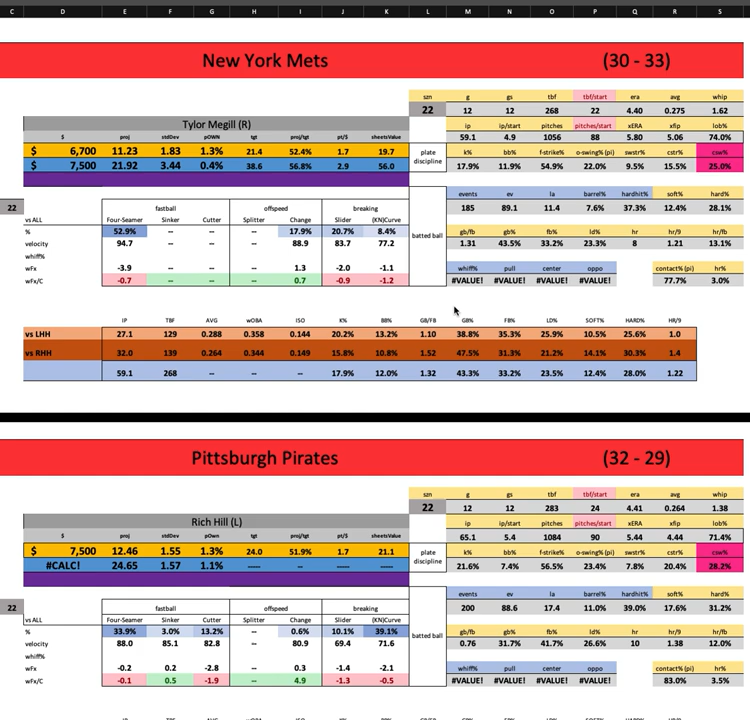 C D E F G H I J K L M N O P Q R S
New York Mets (30 - 33)
szn g gs tbf tbf/start era avg whip
22 12 12 268 22 4.40 0.275 1.62
Tylor Megill (R) ip ip/start pitches pitches/start xERA xfip lob%
$ proj stdDev pOWN tgt proj/tgt pt/$ sheetsValue 59.1 4.9 1056 88 5.80 5.06 74.0%
$ 6,700 11.23 1.83 1.3% 21.4 52.4% 1.7 19.7 plate discipline k% bb% f-strike% o-swing% (pi) swstr% cstr% csw%
$ 7,500 21.92 3.44 0.4% 38.6 56.8% 2.9 56.0 17.9% 11.9% 54.9% 22.0% 9.5% 15.5% 25.0%
events ev la barrel% hardhit% soft% hard%
22 fastball offspeed breaking 185 89.1 11.4 7.6% 37.3% 12.4% 28.1%
vs ALL Four-Seamer Sinker Cutter Splitter Change Slider (KN)Curve
% 52.9% -- -- -- 17.9% 20.7% 8.4% batted ball gb/fb gb% fb% ld% hr hr/9 hr/fb
velocity 94.7 -- -- -- 88.9 83.7 77.2 1.31 43.5% 33.2% 23.3% 8 1.21 13.1%
whiff%
wFx -3.9 -- -- -- 1.3 -2.0 -1.1 whiff% pull center oppo contact% (pi) hr%
wFx/C -0.7 -- -- -- 0.7 -0.9 -1.2 #VALUE! #VALUE! #VALUE! #VALUE! 77.7% 3.0%
IP TBF AVG wOBA ISO K% BB% GB/FB GB% FB% LD% SOFT% HARD% HR/9
vs LHH 27.1 129 0.288 0.358 0.144 20.2% 13.2% 1.10 38.8% 35.3% 25.9% 10.5% 25.6% 1.0
vs RHH 32.0 139 0.264 0.344 0.149 15.8% 10.8% 1.52 47.5% 31.3% 21.2% 14.1% 30.3% 1.4
59.1 268 -- -- -- 17.9% 12.0% 1.32 43.3% 33.2% 23.5% 12.4% 28.0% 1.22
Pittsburgh Pirates (32 - 29)
szn g gs tbf tbf/start era avg whip
22 12 12 283 24 4.41 0.264 1.38
Rich Hill (L) ip ip/start pitches pitches/start xERA xfip lob%
$ proj stdDev pOwn tgt proj/tgt pt/$ sheetsValue 65.1 5.4 1084 90 5.44 4.44 71.4%
$ 7,500 12.46 1.55 1.3% 24.0 51.9% 1.7 21.1 plate discipline k% bb% f-strike% o-swing% (pi) swstr% cstr% csw%
#CALC! 24.65 1.57 1.1% ----- ----- ----- ----- 21.6% 7.4% 56.5% 23.4% 7.8% 20.4% 28.2%
events ev la barrel% hardhit% soft% hard%
22 fastball offspeed breaking 200 88.6 17.4 11.0% 39.0% 17.6% 31.2%
vs ALL Four-Seamer Sinker Cutter Splitter Change Slider (KN)Curve
% 33.9% 3.0% 13.2% -- 0.6% 10.1% 39.1% batted ball gb/fb gb% fb% ld% hr hr/9 hr/fb
velocity 88.0 85.1 82.8 -- 80.9 69.4 71.6 0.76 31.7% 41.7% 26.6% 10 1.38 12.0%
whiff%
wFx -0.2 0.2 -2.8 -- 0.3 -1.4 -2.1 whiff% pull center oppo contact% (pi) hr%
wFx/C -0.1 0.5 -1.9 -- 4.9 -1.3 -0.5 #VALUE! #VALUE! #VALUE! #VALUE! 83.0% 3.5%